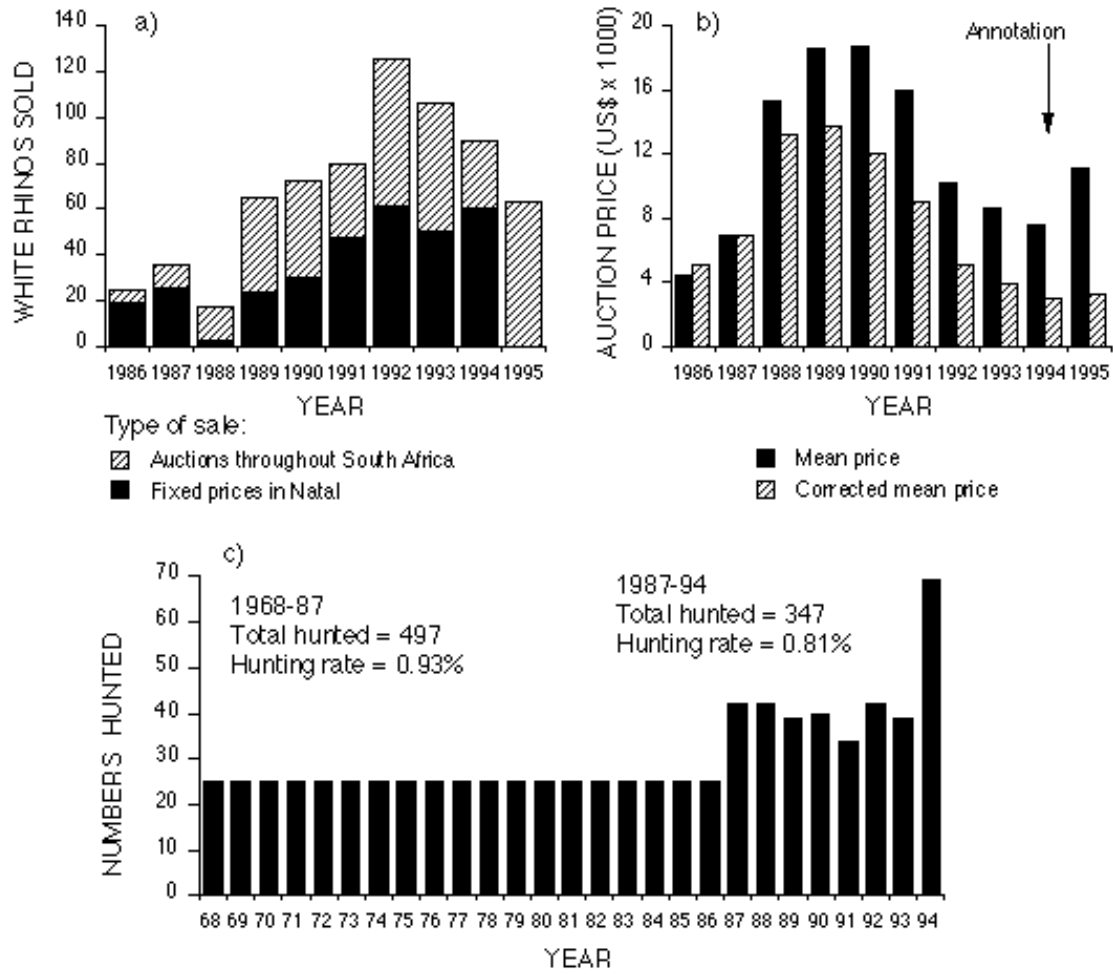 a)
WHITE RHINOS SOLD
140
120
100
80
60
40
20
0
1986 1987 1988 1989 1990 1991 1992 1993 1994 1995
YEAR
Type of sale:
Auctions throughout South Africa
Fixed prices in Natal
b)
Annotation
AUCTION PRICE (US$ x 1000)
20
16
12
8
4
0
1986 1987 1988 1989 1990 1991 1992 1993 1994 1995
YEAR
Mean price
Corrected mean price
c)
NUMBERS HUNTED
70
60
50
40
30
20
10
0
1968-87
Total hunted = 497
Hunting rate = 0.93%
1987-94
Total hunted = 347
Hunting rate = 0.81%
68 69 70 71 72 73 74 75 76 77 78 79 80 81 82 83 84 85 86 87 88 89 90 91 92 93 94
YEAR